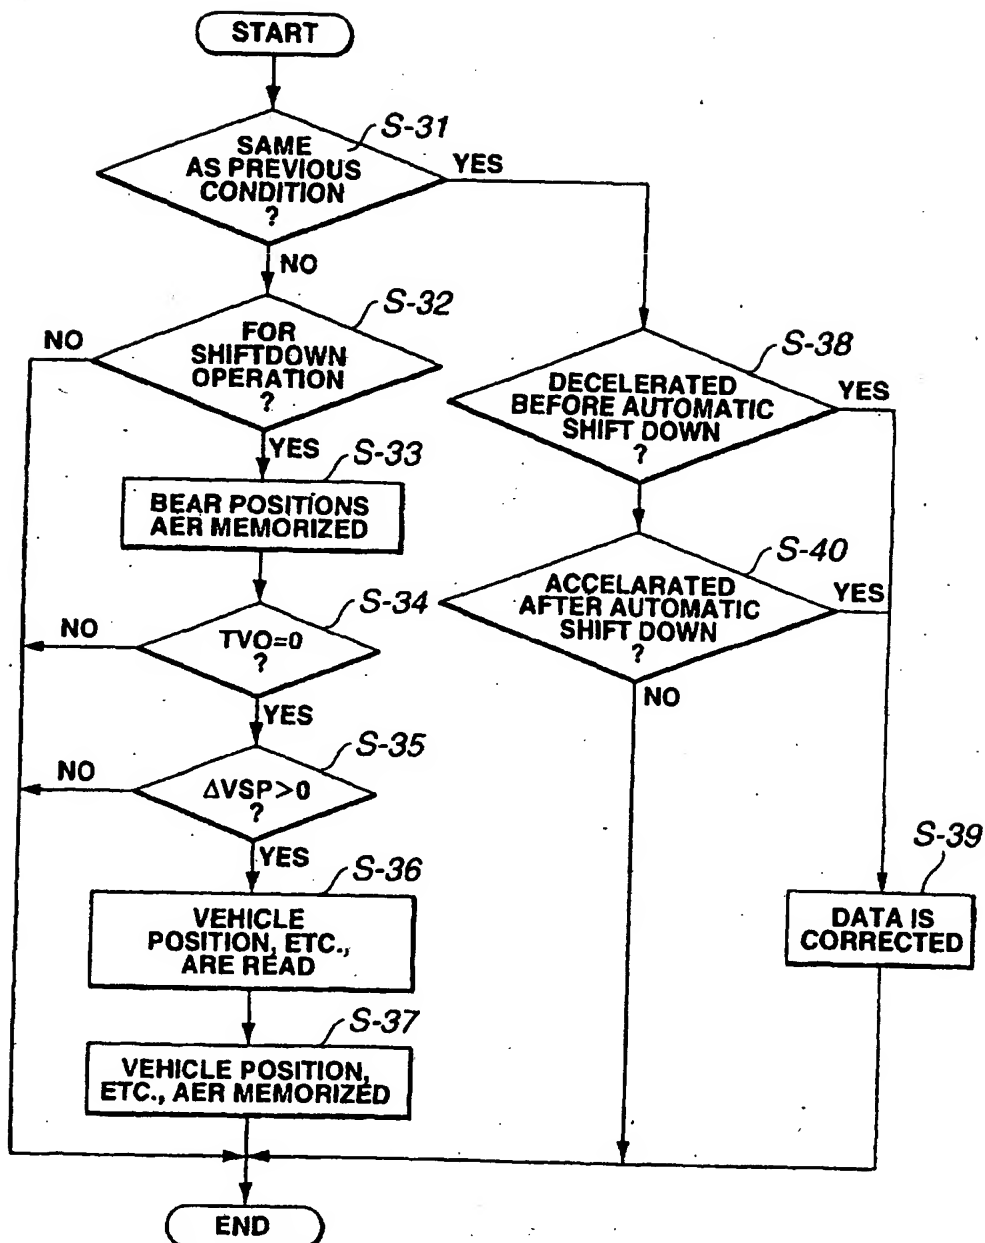 START
S-31
SAME
AS PREVIOUS
CONDITION
?
YES
NO
S-32
FOR
SHIFTDOWN
OPERATION
?
NO
YES
S-33
BEAR POSITIONS
AER MEMORIZED
S-34
TVO=0
?
NO
YES
S-35
ΔVSP>0
?
NO
YES
S-36
VEHICLE
POSITION, ETC.,
ARE READ
S-37
VEHICLE POSITION,
ETC., AER MEMORIZED
S-38
DECELERATED
BEFORE AUTOMATIC
SHIFT DOWN
?
YES
S-40
ACCELARATED
AFTER AUTOMATIC
SHIFT DOWN
?
YES
NO
S-39
DATA IS
CORRECTED
END